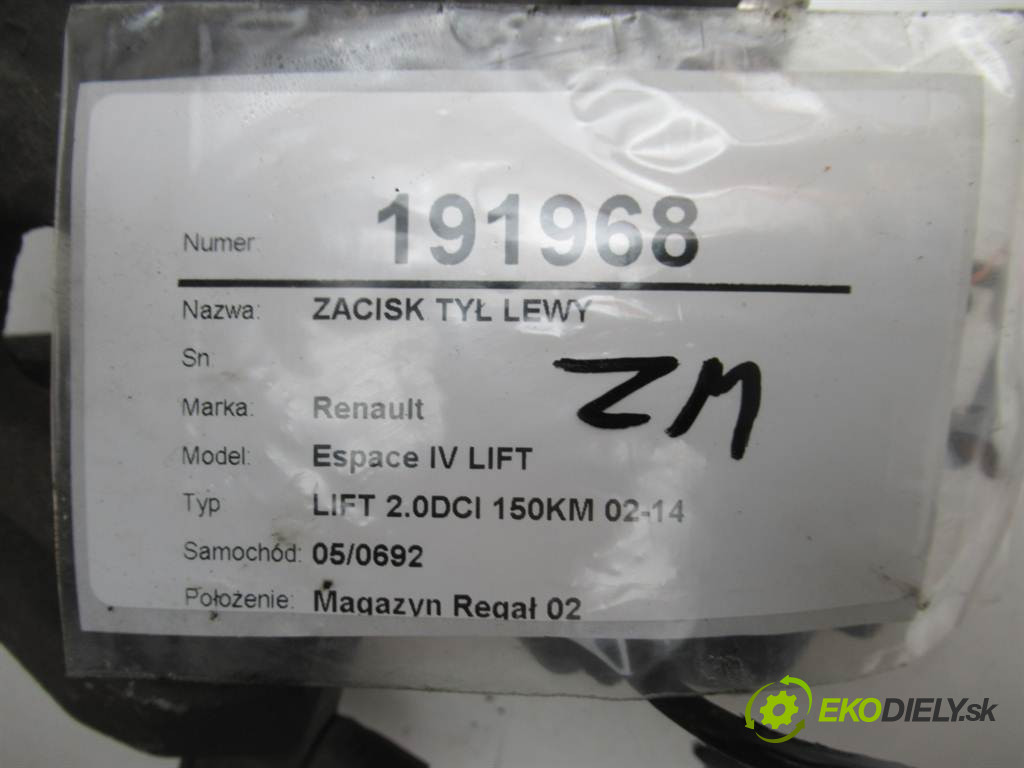 Numer: 191968
Nazwa: ZACISK TYŁ LEWY
Sn
ZM
Marka: Renault
Model: Espace IV LIFT
Typ LIFT 2.0DCI 150KM 02-14
Samochód: 05/0692
Położenie: Magazyn Regał 02
EKODIELY.sk